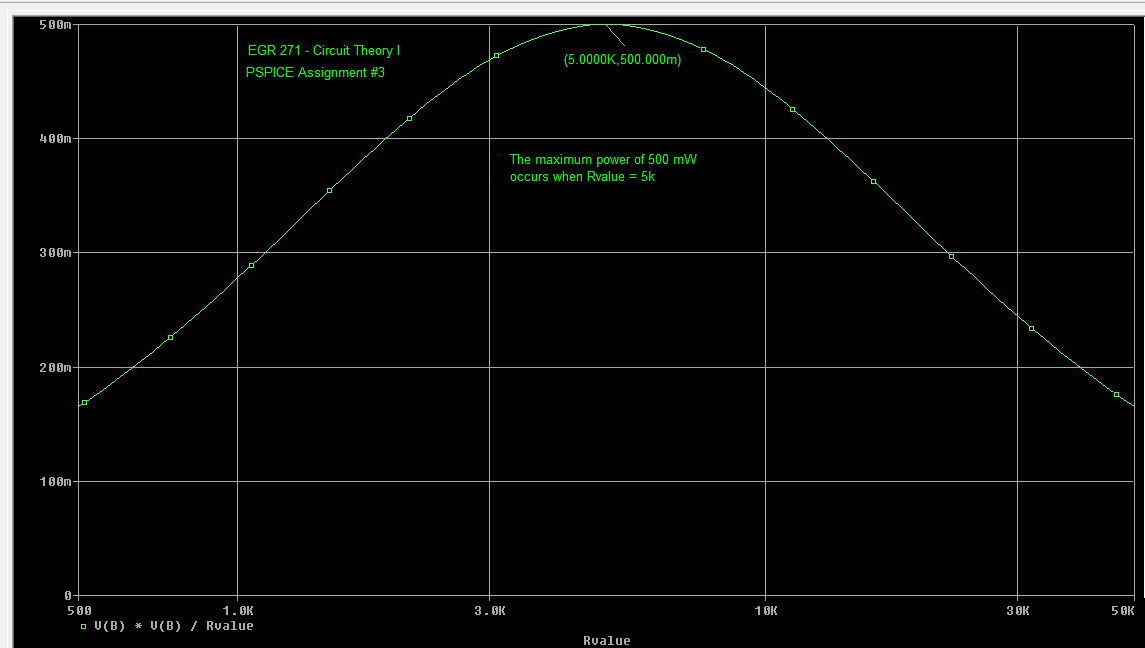 500m
EGR 271 - Circuit Theory I
(5.0000K,500.000m)
PSPICE Assignment #3
400m
The maximum power of 500 mW
occurs when Rvalue = 5k
300m
200m
100m
0
500 1.0K 3.0K 10K 30K 50K
V(B) * V(B) / Rvalue
Rvalue